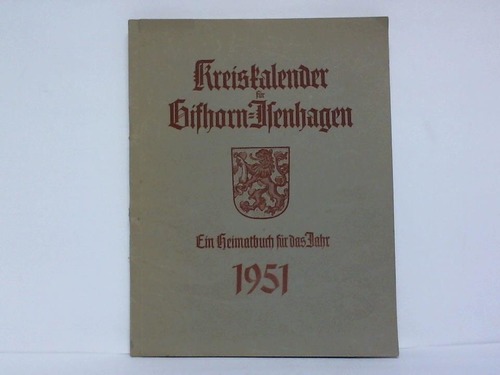 Kreiskalender
für
Gifhorn=Isenhagen
Ein Heimatbuch für das Jahr
1951